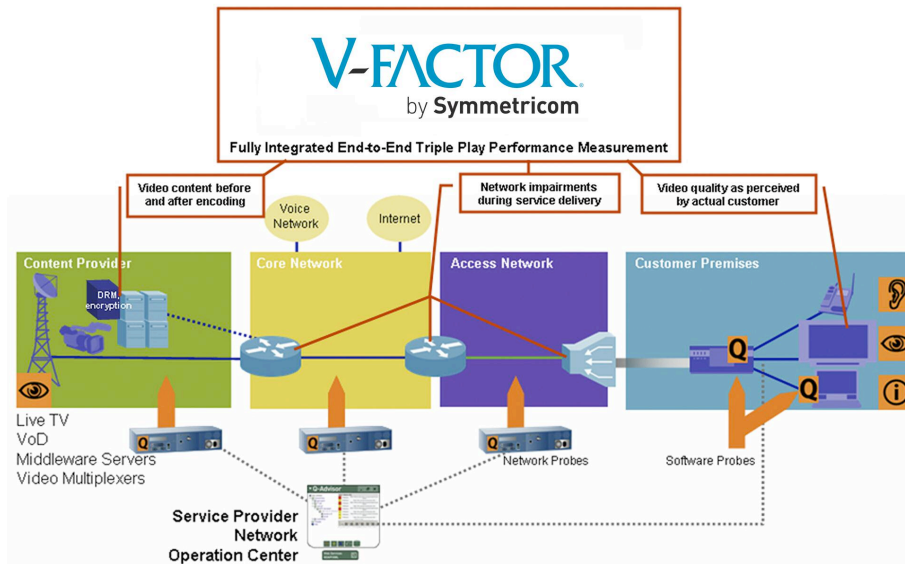 V-FACTOR®
by Symmetricom
Fully Integrated End-to-End Triple Play Performance Measurement
Video content before
and after encoding
Network impairments
during service delivery
Video quality as perceived
by actual customer
Voice
Network
Internet
Content Provider
Core Network
Access Network
Customer Premises
DRM,
encryption
Q
Q
Live TV
VoD
Middleware Servers
Video Multiplexers
Q
Q
Q
Network Probes
Software Probes
Q-Advisor
Service Provider
Network
Operation Center